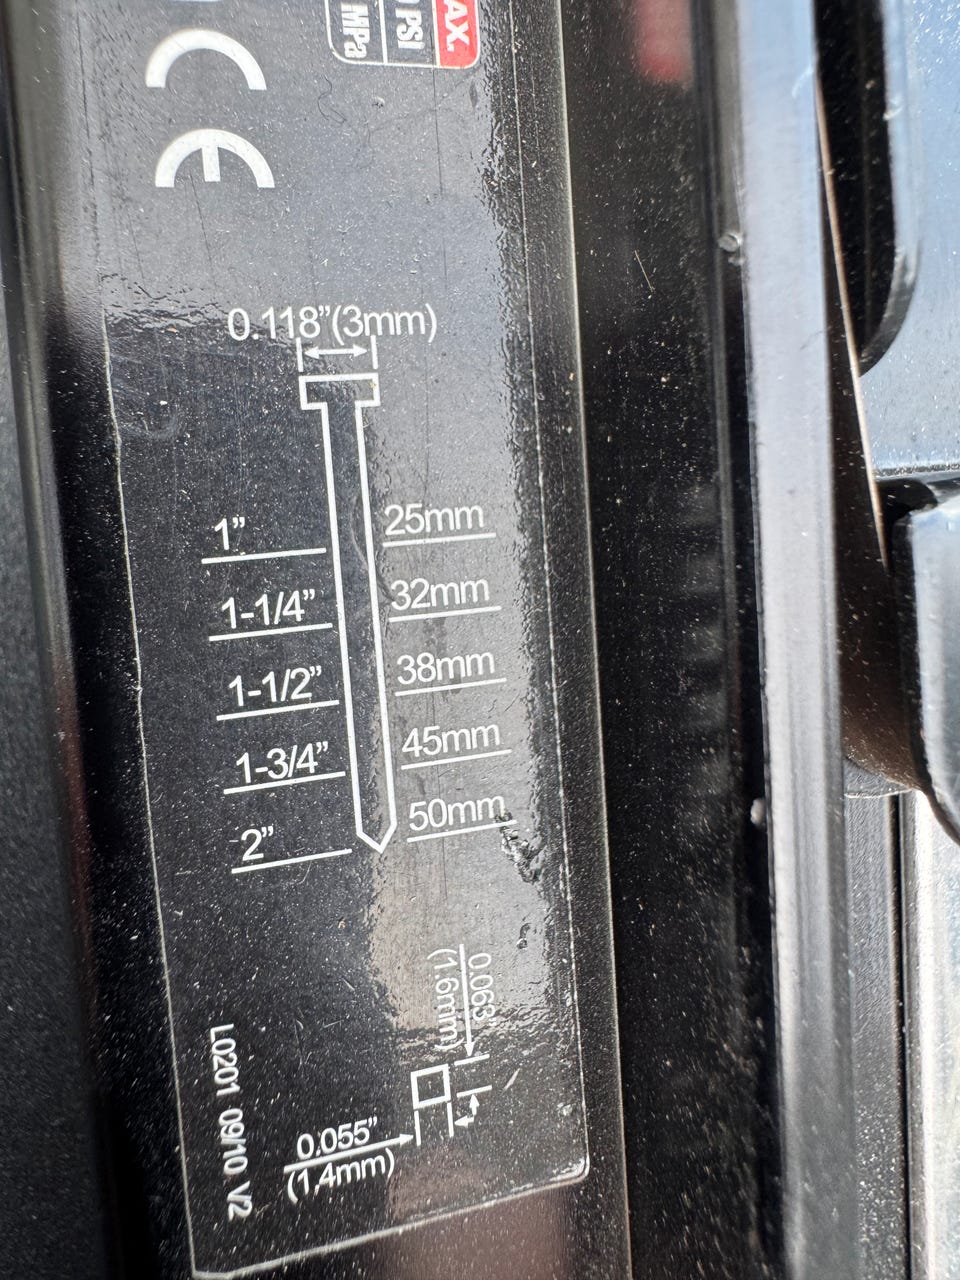 AX.
PSI
MPa
CE
0.118”(3mm)
1” 25mm
1-1/4” 32mm
1-1/2” 38mm
1-3/4” 45mm
2” 50mm
0.063”
(1.6mm)
0.055”
(1.4mm)
L0201 09/10 V2